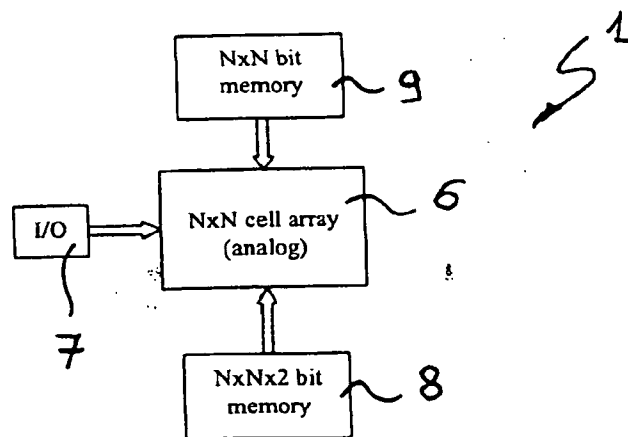 1
NxN bit
memory
9
6
NxN cell array
(analog)
I/O
7
NxNx2 bit
memory
8